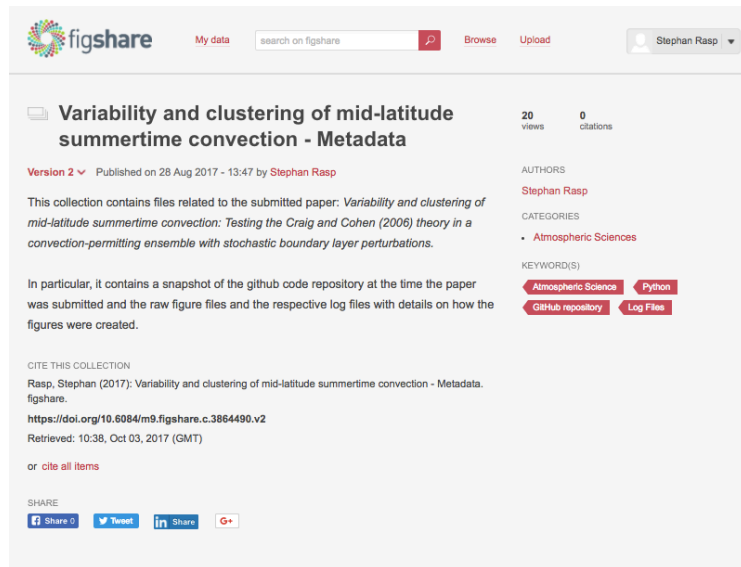 figshare
My data
search on figshare
Browse
Upload
Stephan Rasp
Variability and clustering of mid-latitude
summertime convection - Metadata
20
views
0
citations
Version 2
Published on 28 Aug 2017 - 13:47 by Stephan Rasp
This collection contains files related to the submitted paper: Variability and clustering of
mid-latitude summertime convection: Testing the Craig and Cohen (2006) theory in a
convection-permitting ensemble with stochastic boundary layer perturbations.
In particular, it contains a snapshot of the github code repository at the time the paper
was submitted and the raw figure files and the respective log files with details on how the
figures were created.
AUTHORS
Stephan Rasp
CATEGORIES
• Atmospheric Sciences
KEYWORD(S)
Atmospheric Science
Python
GitHub repository
Log Files
CITE THIS COLLECTION
Rasp, Stephan (2017): Variability and clustering of mid-latitude summertime convection - Metadata.
figshare.
https://doi.org/10.6084/m9.figshare.c.3864490.v2
Retrieved: 10:38, Oct 03, 2017 (GMT)
or cite all items
SHARE
Share 0
Tweet
in Share
G+